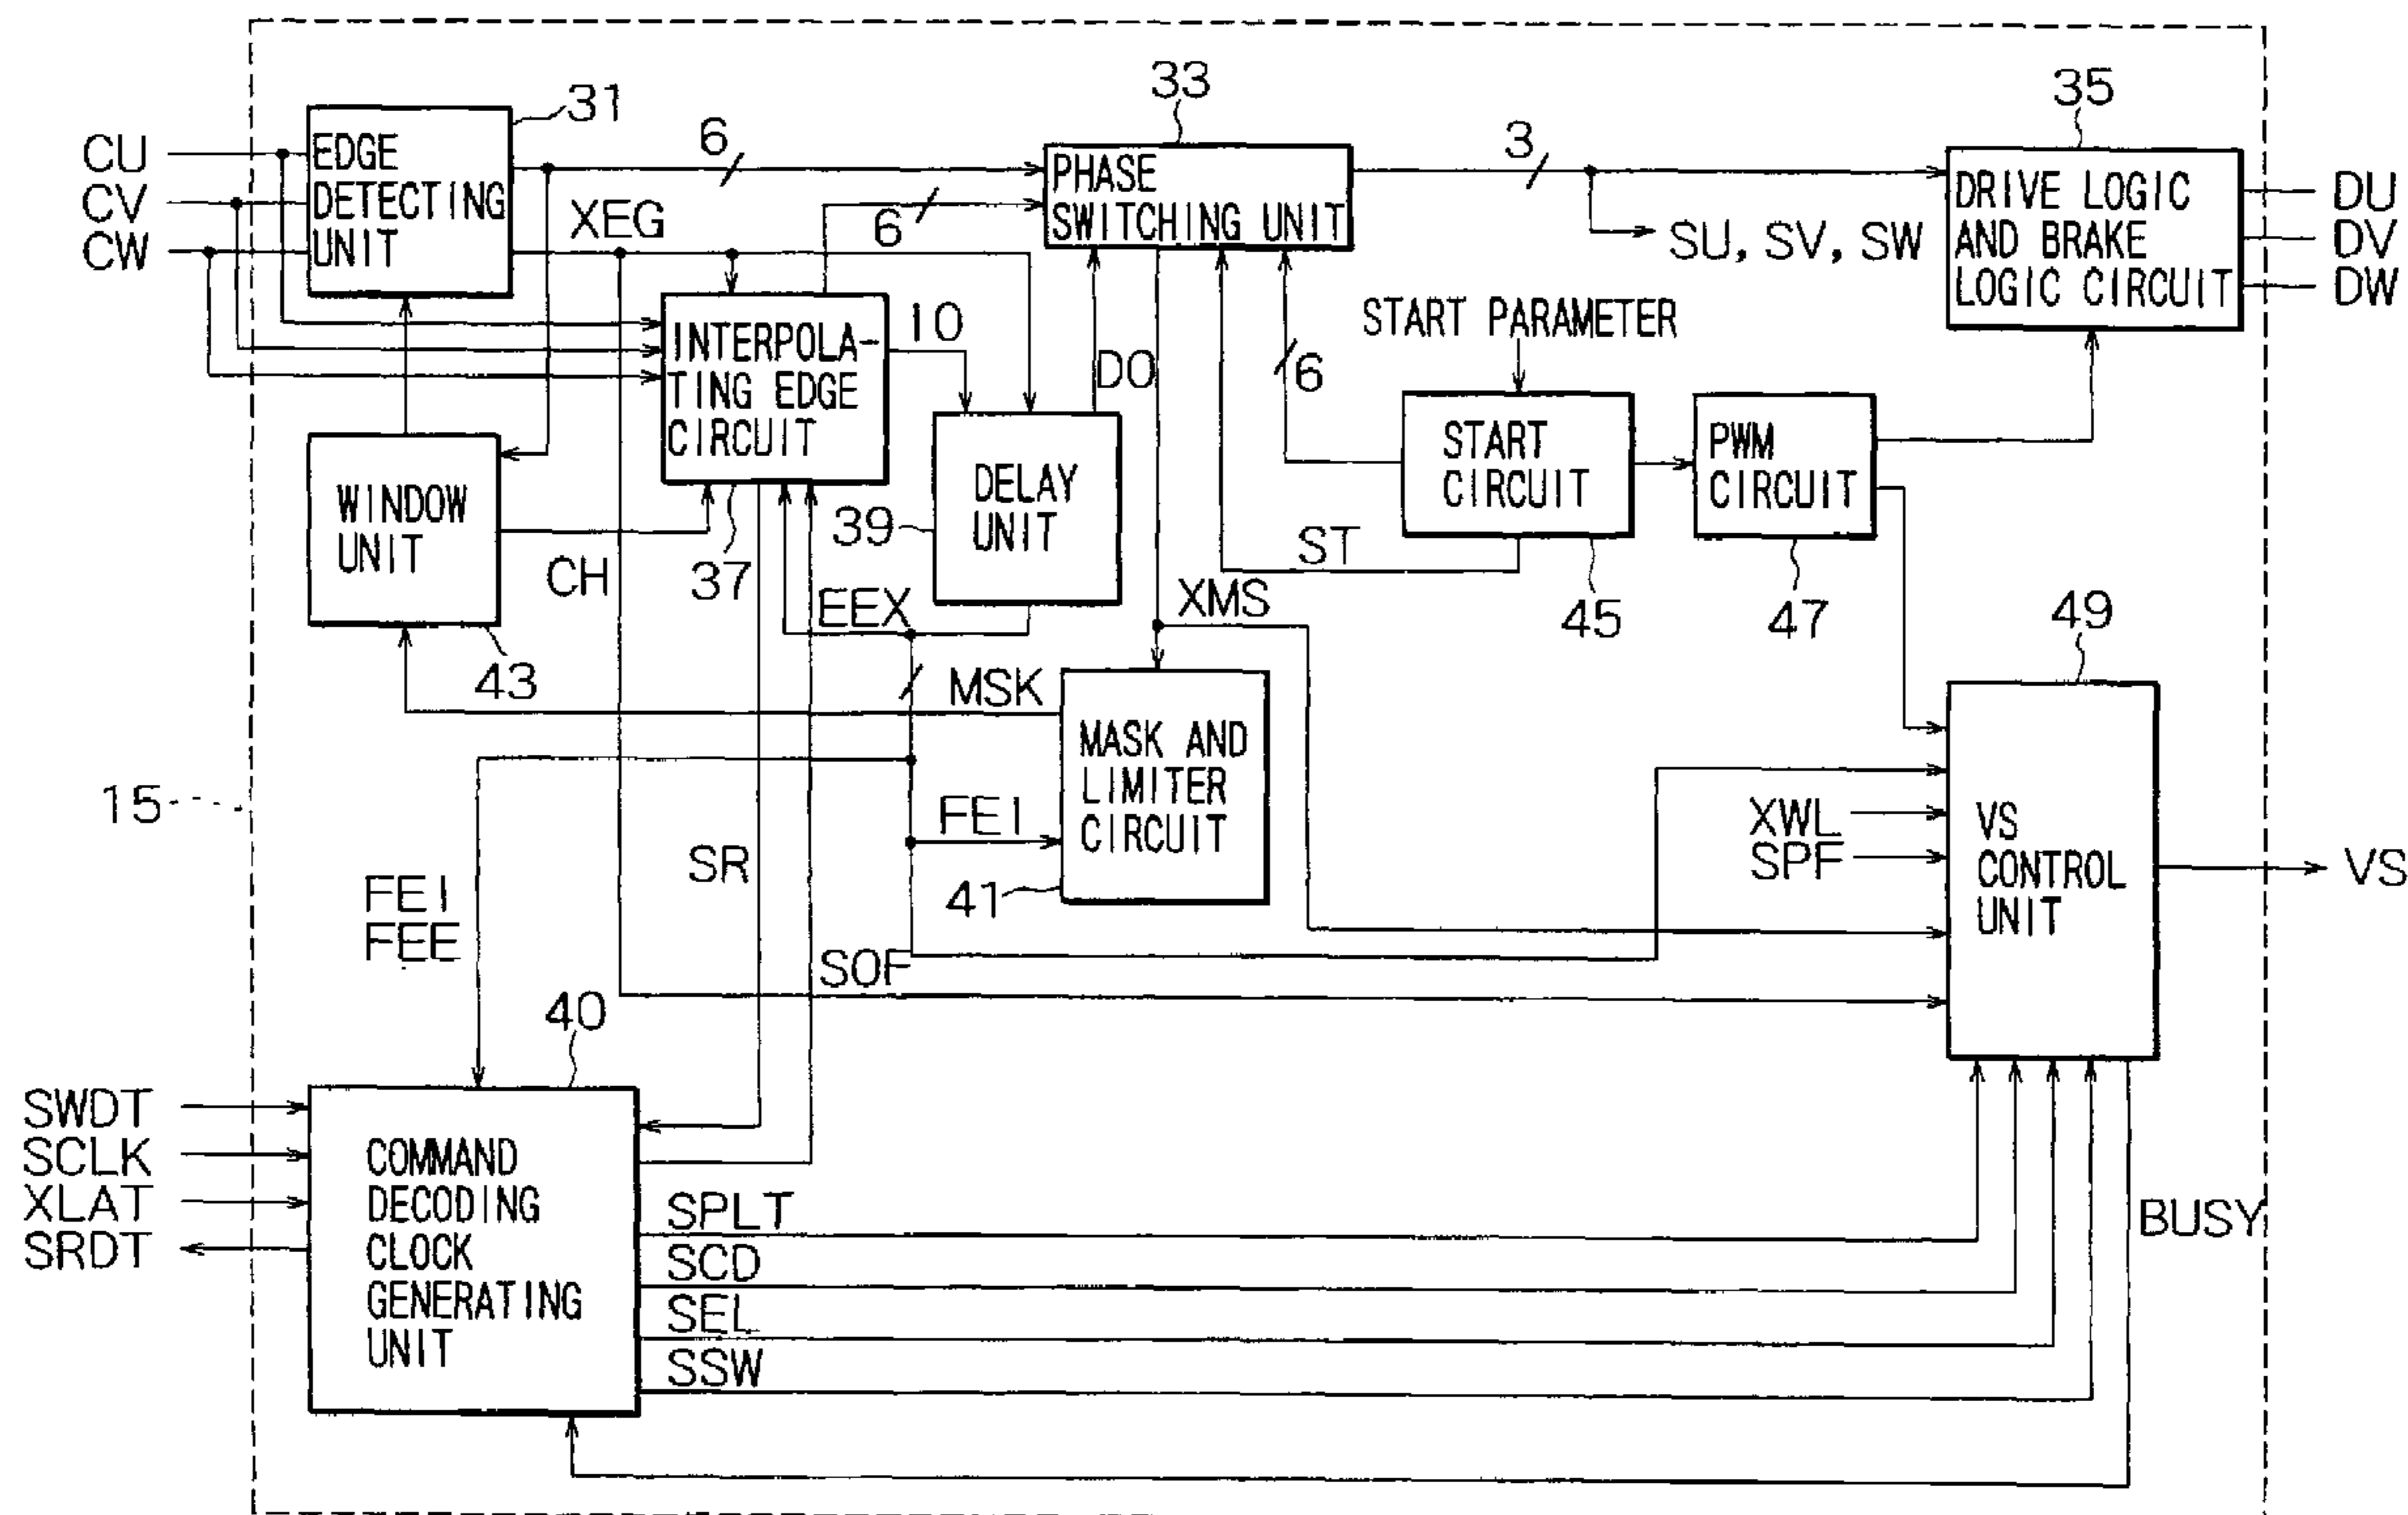 33
35
31
6
3
CU
CV
CW
EDGE
DETECTING
UNIT
XEG
6
PHASE
SWITCHING UNIT
SU, SV, SW
DRIVE LOGIC
AND BRAKE
LOGIC CIRCUIT
DU
DV
DW
INTERPOLA-
TING EDGE
CIRCUIT
10
DO
6
START PARAMETER
START
CIRCUIT
PWM
CIRCUIT
WINDOW
UNIT
DELAY
UNIT
39
CH
37
ST
EEX
XMS
45
47
49
43
MSK
MASK AND
LIMITER
CIRCUIT
15
FEI
41
SR
XWL
SPF
VS
CONTROL
UNIT
VS
FEI
FEE
SOF
40
SWDT
SCLK
XLAT
SRDT
COMMAND
DECODING
CLOCK
GENERATING
UNIT
SPLT
SCD
SEL
SSW
BUSY